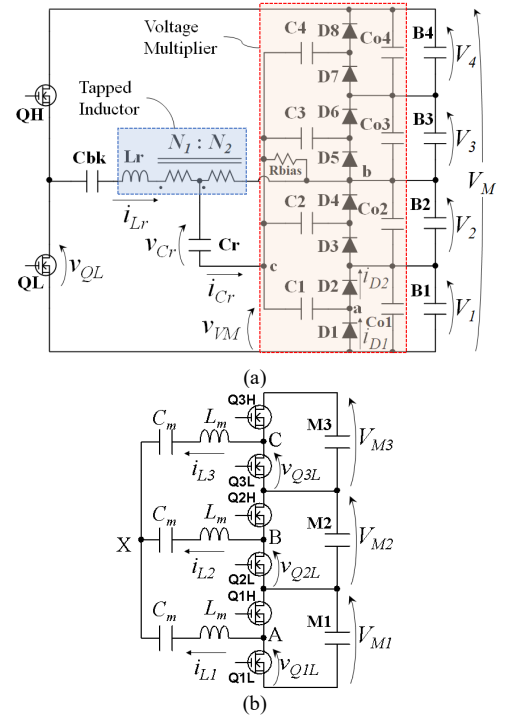 Voltage
Multiplier
C4
D8
Co4
B4
V4
D7
Tapped
Inductor
QH
C3
D6
Co3
B3
V3
D5
VM
Cbk
Lr
N1 : N2
Rbias
b
iLr
D4
C2
Co2
B2
V2
vCr
Cr
D3
QL
vQL
c
iCr
iD2
C1
D2
B1
V1
a
vVM
D1
iD1
Co1
(a)
Q3H
Cm
Lm
C
M3
VM3
iL3
Q3L
vQ3L
Q2H
Cm
Lm
X
B
M2
VM2
iL2
Q2L
vQ2L
Q1H
Cm
Lm
A
M1
VM1
iL1
Q1L
vQ1L
(b)